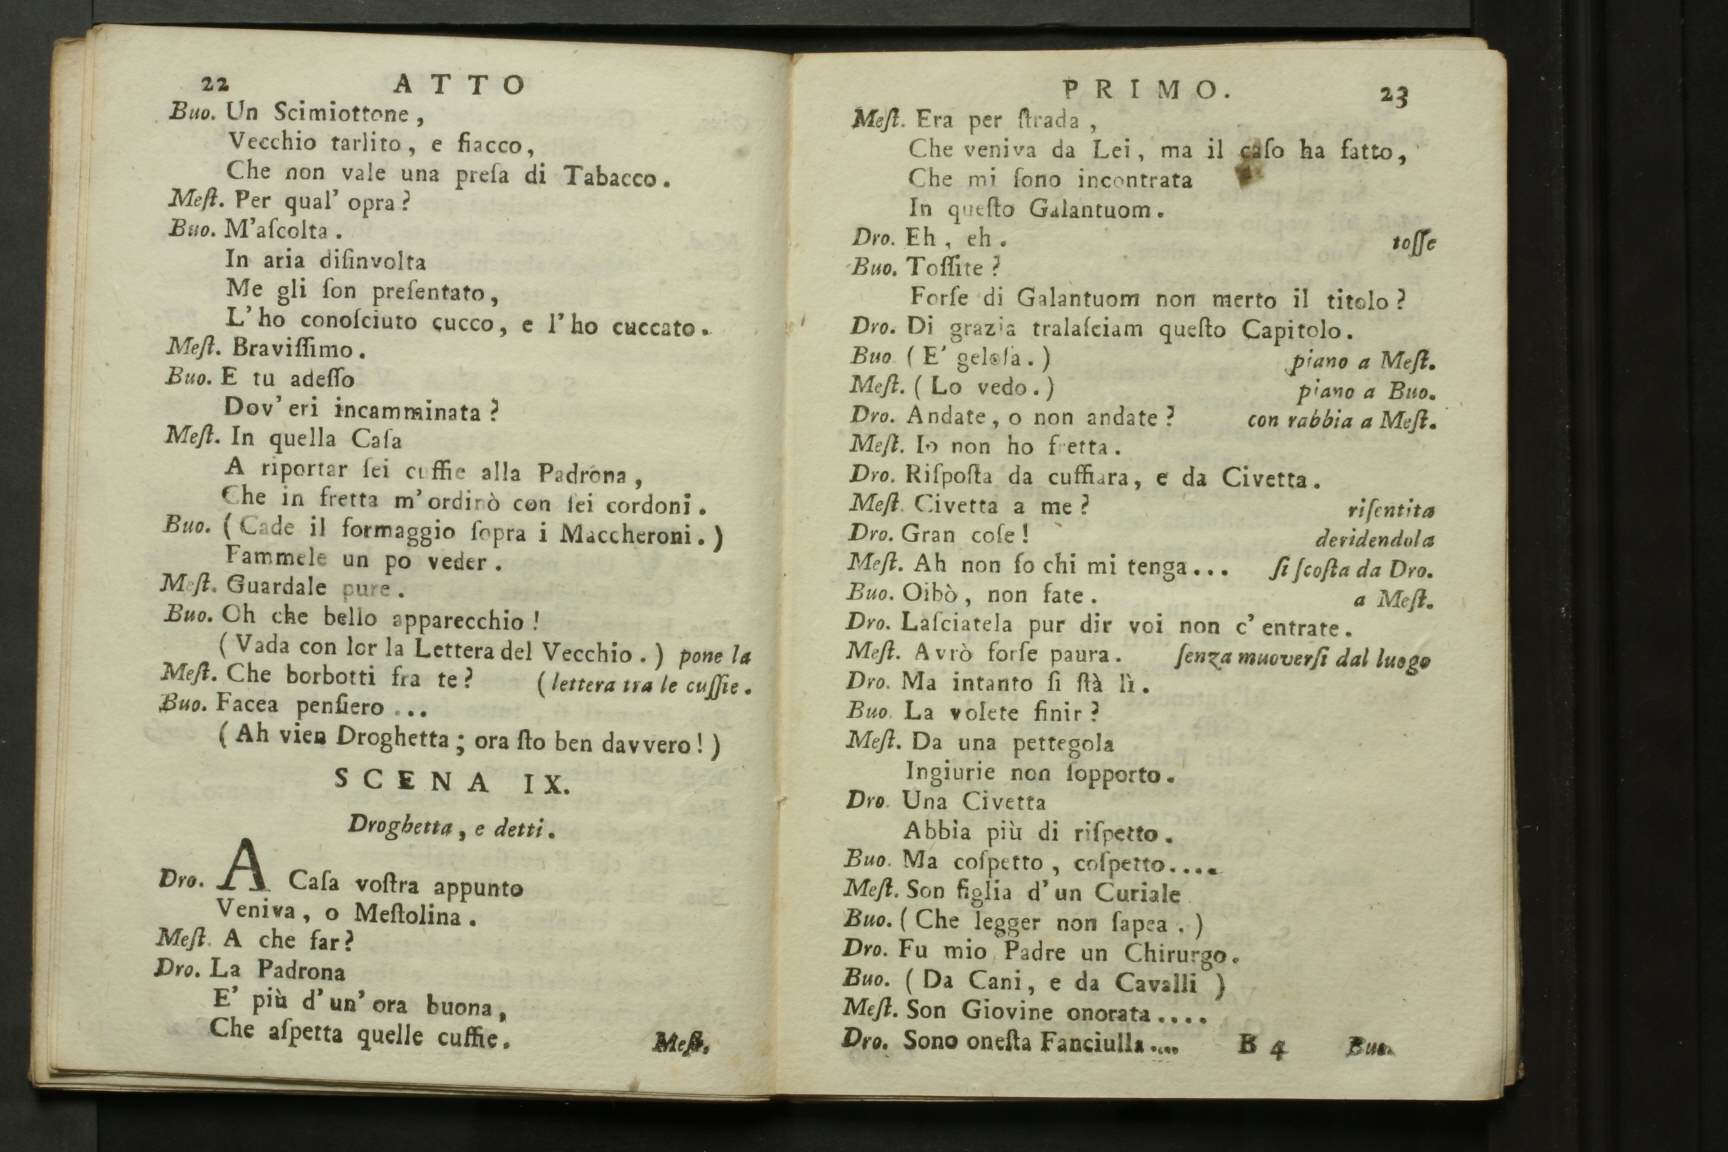 22 ATTO
Buo. Un Scimiottone,
Vecchio tarlito, e fiacco,
Che non vale una preſa di Tabacco.
Meſt. Per qual' opra?
Buo. M'aſcolta.
In aria diſinvolta
Me gli ſon preſentato,
L'ho conoſciuto cucco, e l'ho cuccato.
Meſt. Braviſſimo.
Buo. E tu adeſſo
Dov'eri incamminata?
Meſt. In quella Caſa
A riportar ſei cuffie alla Padrona,
Che in fretta m'ordinò con ſei cordoni.
Buo. (Cade il formaggio ſopra i Maccheroni.)
Fammele un po veder.
Meſt. Guardale pure.
Buo. Oh che bello apparecchio!
(Vada con lor la Lettera del Vecchio.) pone la
Meſt. Che borbotti fra te? (lettera tra le cuffie.
Buo. Facea penſiero ...
(Ah vien Droghetta; ora ſto ben davvero!)
SCENA IX.
Droghetta, e detti.
Dro. A Caſa voſtra appunto
Veniva, o Meſtolina.
Meſt. A che far?
Dro. La Padrona
E' più d'un' ora buona,
Che aſpetta quelle cuffie.
Meſt.
PRIMO. 23
Meſt. Era per ſtrada,
Che veniva da Lei, ma il caſo ha fatto,
Che mi ſono incontrata
In queſto Galantuom.
Dro. Eh, eh. toſſe
Buo. Toſſite?
Forſe di Galantuom non merto il titolo?
Dro. Di grazia tralaſciam queſto Capitolo.
Buo (E' geloſa.) piano a Meſt.
Meſt. (Lo vedo.) piano a Buo.
Dro. Andate, o non andate? con rabbia a Meſt.
Meſt. Io non ho fretta.
Dro. Riſpoſta da cuffiara, e da Civetta.
Meſt. Civetta a me? riſentita
Dro. Gran coſe! deridendola
Meſt. Ah non ſo chi mi tenga... ſi ſcoſta da Dro.
Buo. Oibò, non fate. a Meſt.
Dro. Laſciatela pur dir voi non c'entrate.
Meſt. Avrò forſe paura. ſenza muoverſi dal luogo
Dro. Ma intanto ſi ſtà lì.
Buo. La volete finir?
Meſt. Da una pettegola
Ingiurie non ſopporto.
Dro. Una Civetta
Abbia più di riſpetto.
Buo. Ma coſpetto, coſpetto....
Meſt. Son figlia d'un Curiale
Buo. (Che legger non ſapea.)
Dro. Fu mio Padre un Chirurgo.
Buo. (Da Cani, e da Cavalli)
Meſt. Son Giovine onorata....
Dro. Sono oneſta Fanciulla....
B 4 Buo.